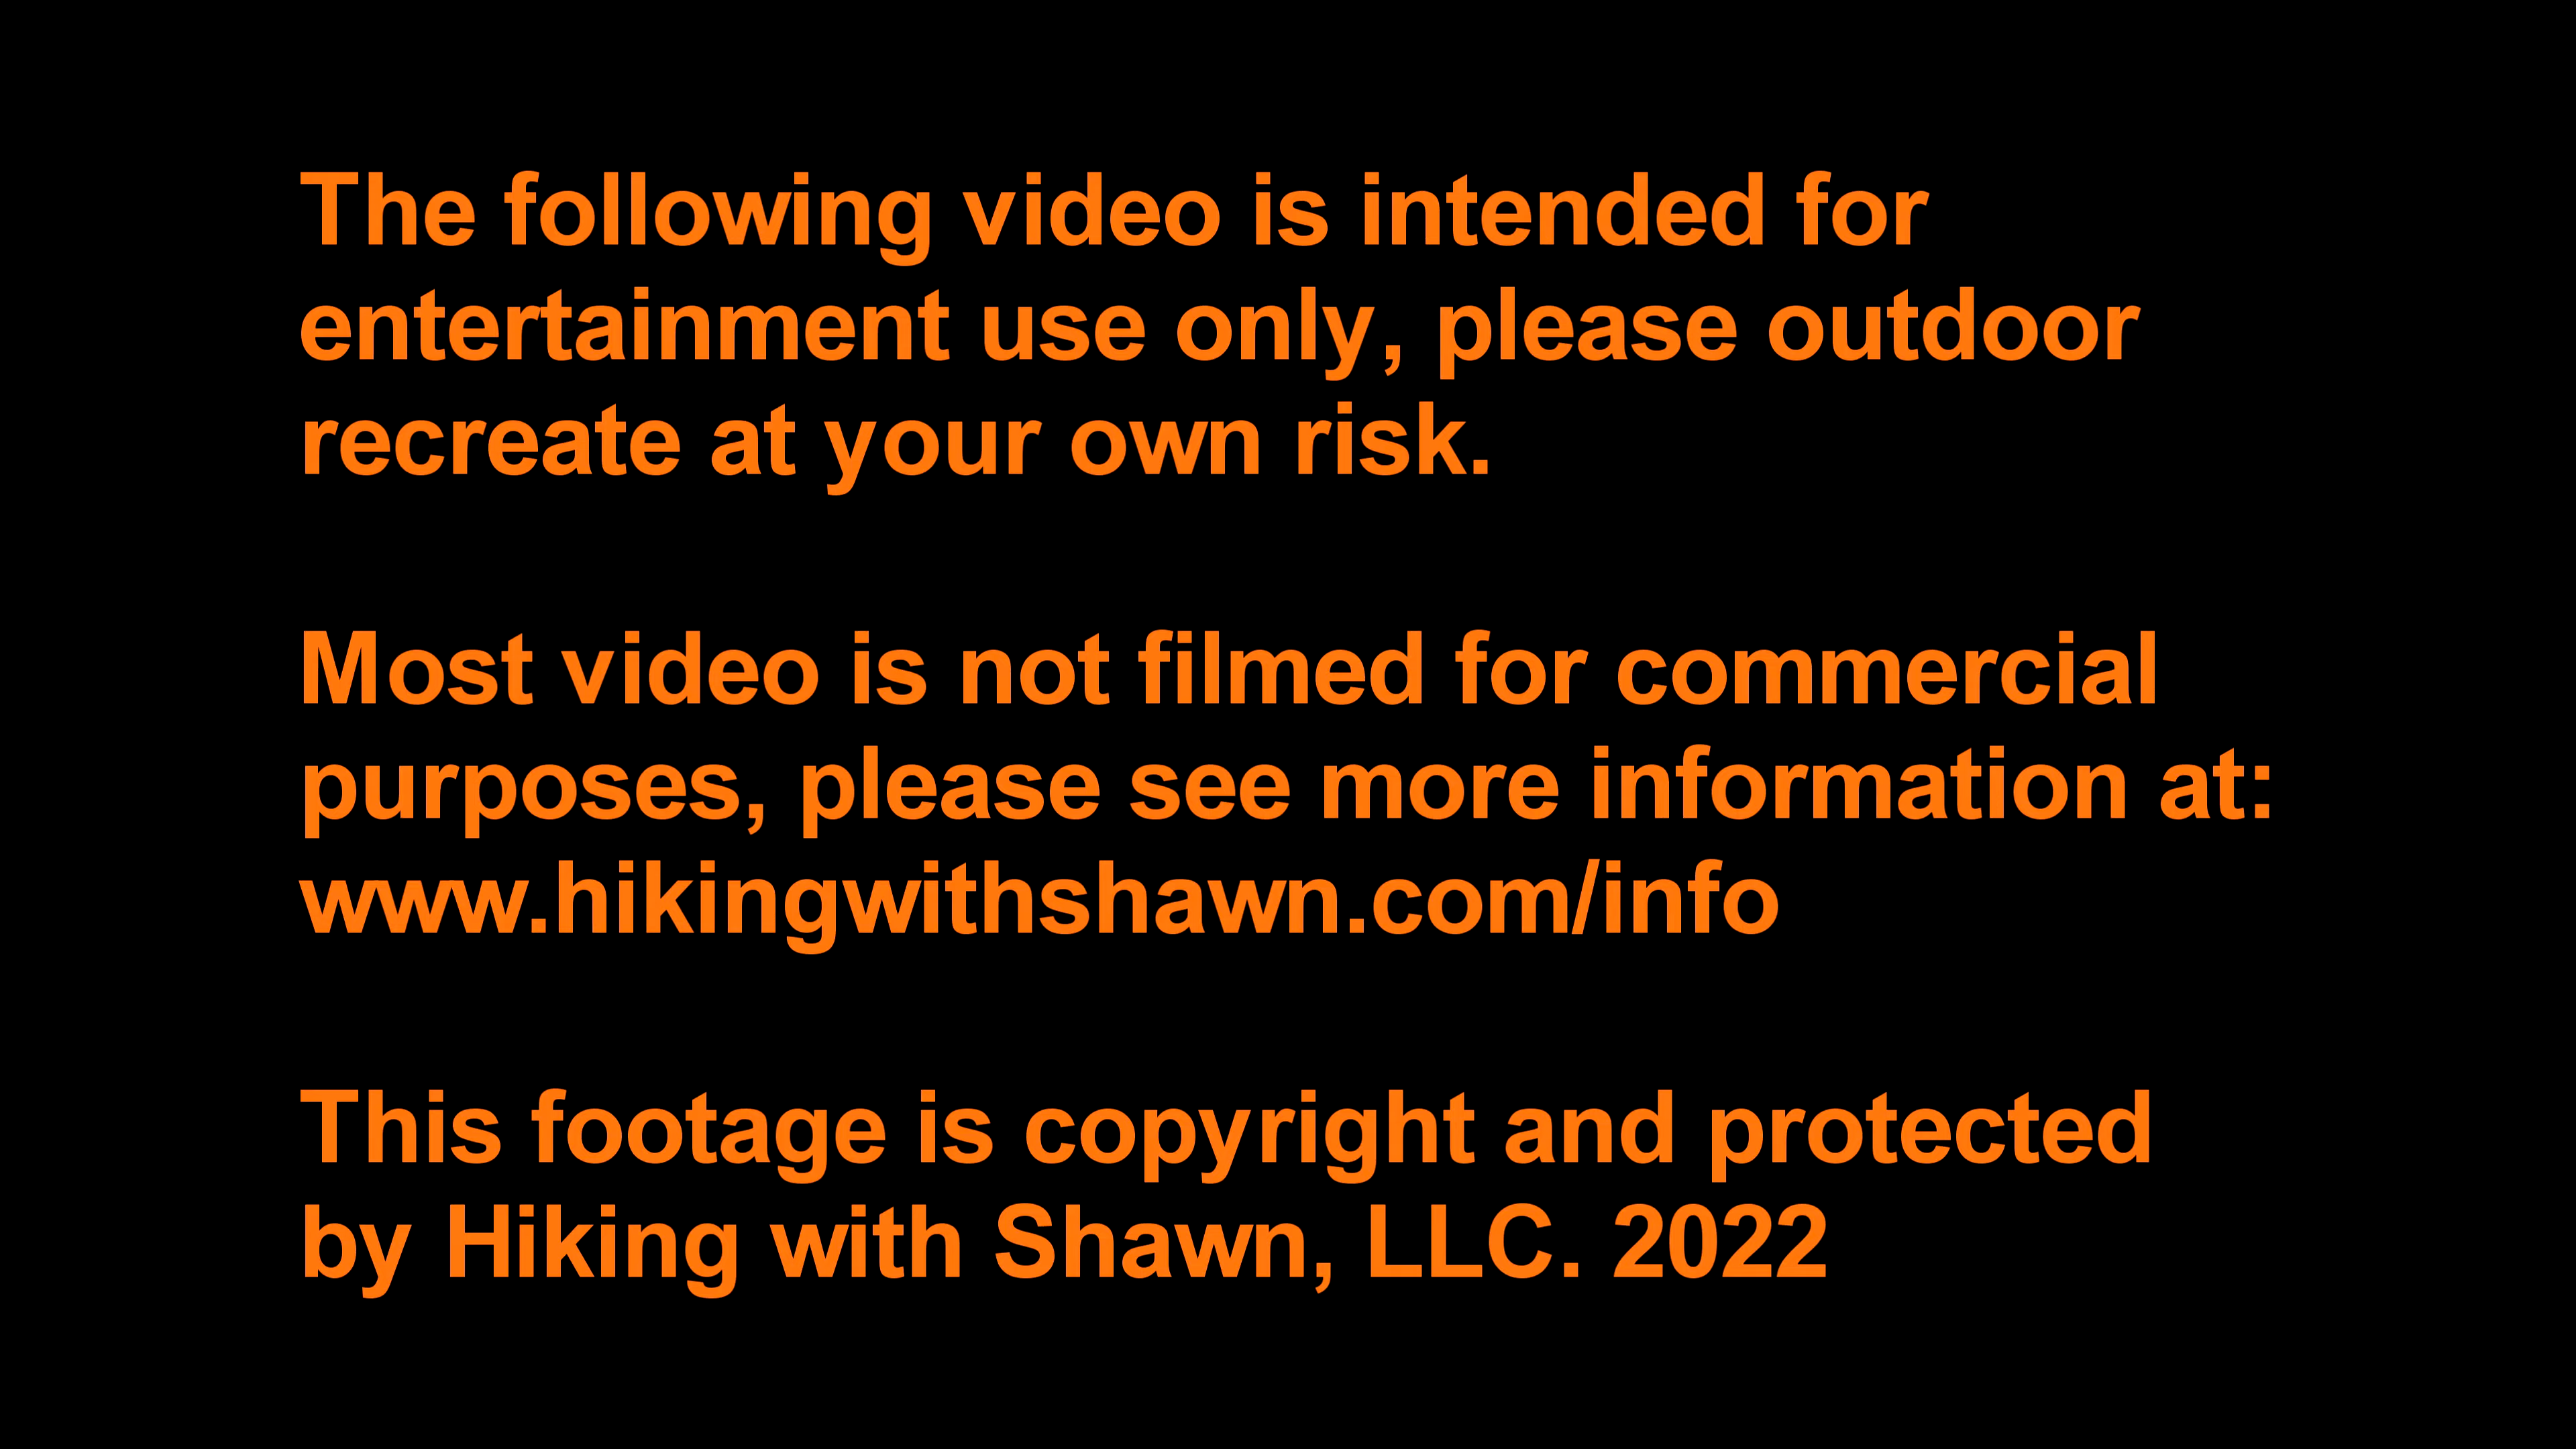 The following video is intended for
entertainment use only, please outdoor
recreate at your own risk.
Most video is not filmed for commercial
purposes, please see more information at:
www.hikingwithshawn.com/info
This footage is copyright and protected
by Hiking with Shawn, LLC. 2022